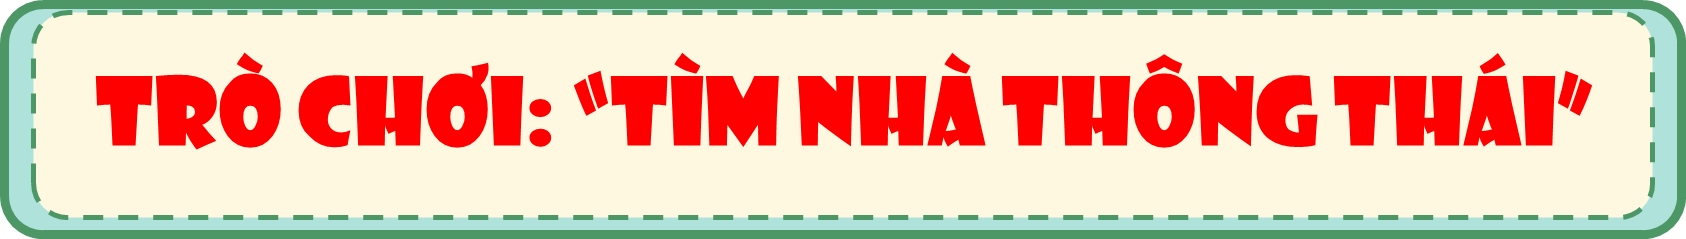 TRÒ CHƠI: "TÌM NHÀ THÔNG THÁI"